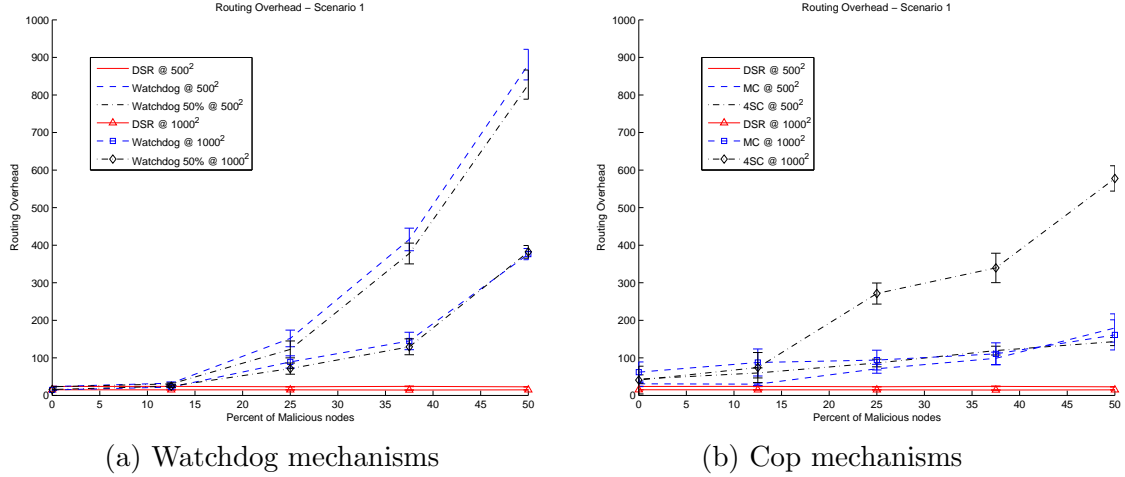 Routing Overhead – Scenario 1
1000
900
800
700
600
500
400
300
200
100
0
Routing Overhead
DSR @ 500²
Watchdog @ 500²
Watchdog 50% @ 500²
DSR @ 1000²
Watchdog @ 1000²
Watchdog 50% @ 1000²
0 5 10 15 20 25 30 35 40 45 50
Percent of Malicious nodes
(a) Watchdog mechanisms
Routing Overhead – Scenario 1
1000
900
800
700
600
500
400
300
200
100
0
Routing Overhead
DSR @ 500²
MC @ 500²
4SC @ 500²
DSR @ 1000²
MC @ 1000²
4SC @ 1000²
0 5 10 15 20 25 30 35 40 45 50
Percent of Malicious nodes
(b) Cop mechanisms